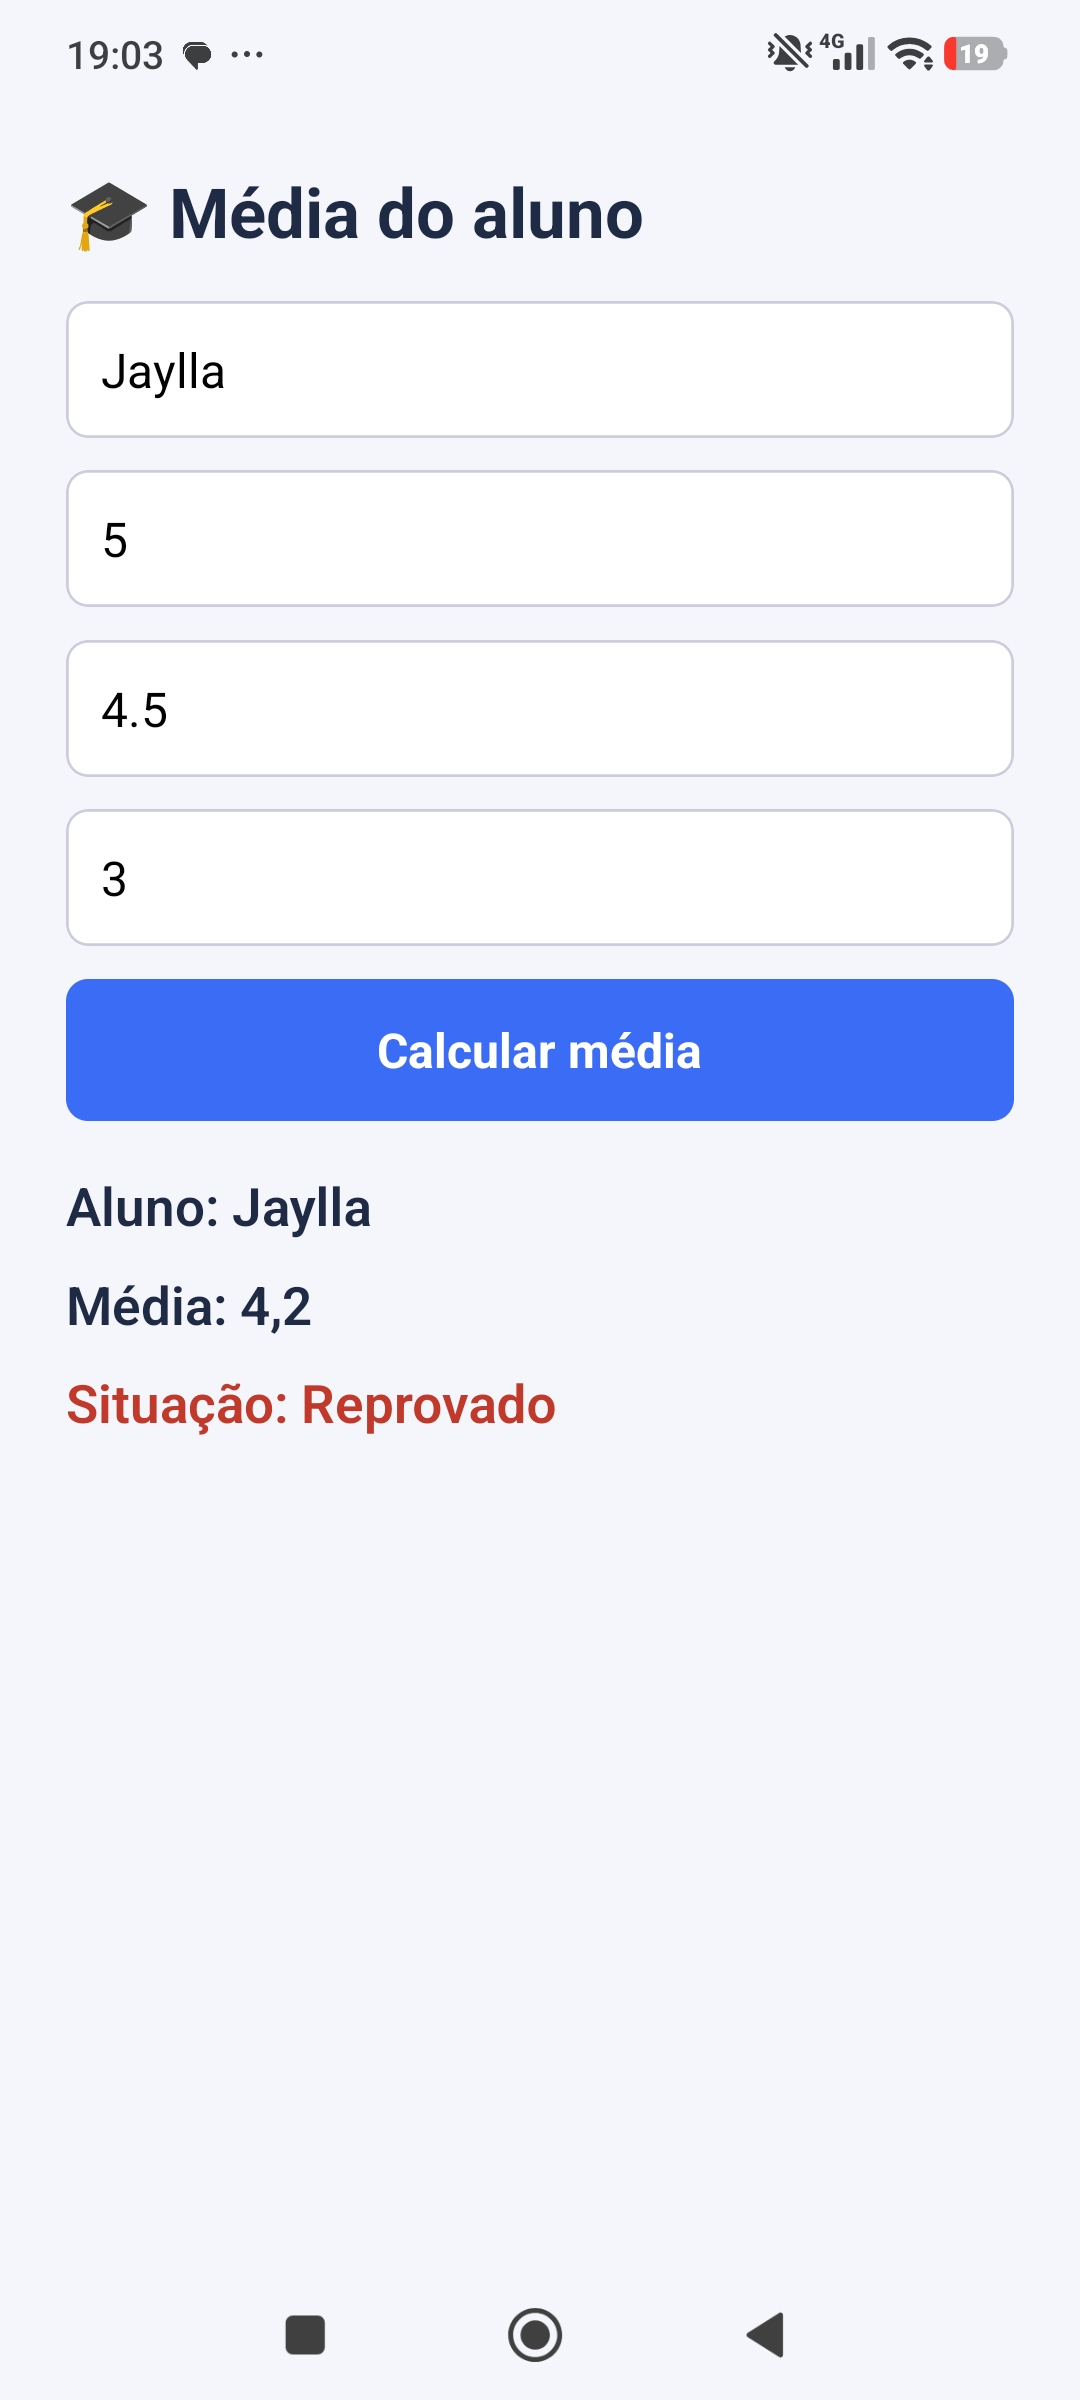 19:03
4G
19
Média do aluno
Jaylla
5
4.5
3
Calcular média
Aluno: Jaylla
Média: 4,2
Situação: Reprovado